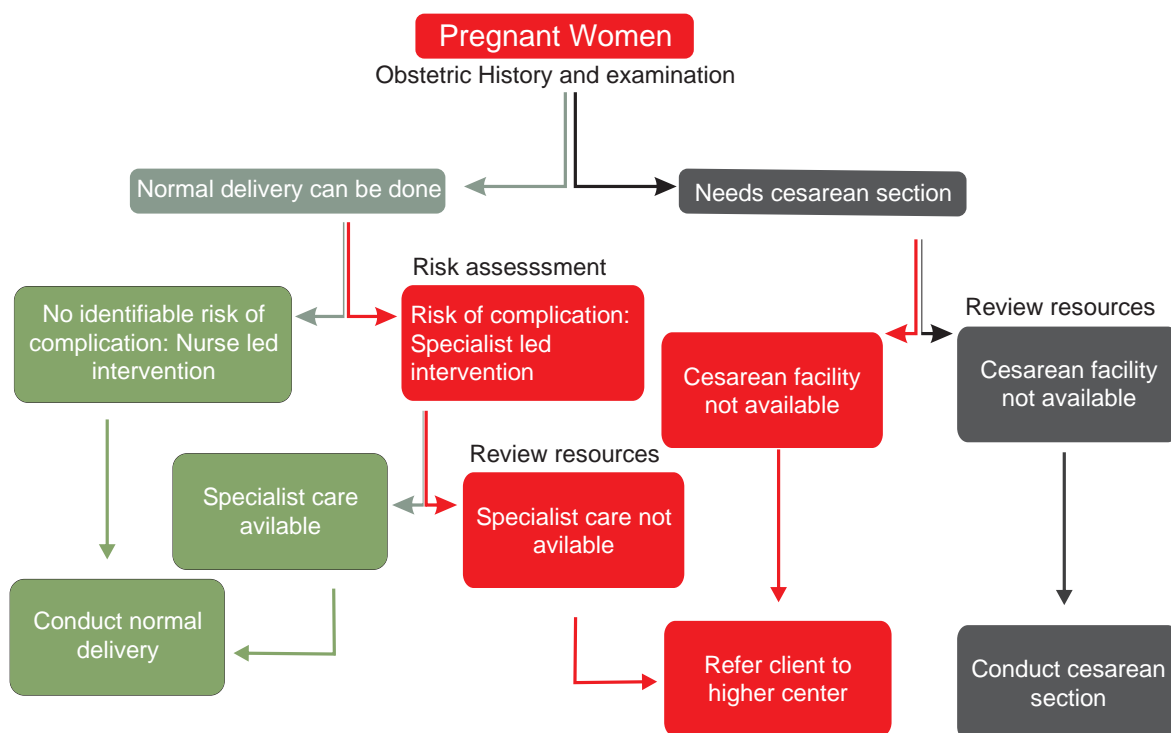 Pregnant Women
Obstetric History and examination
Normal delivery can be done
Needs cesarean section
Risk assesssment
No identifiable risk of
complication: Nurse led
intervention
Risk of complication:
Specialist led
intervention
Review resources
Cesarean facility
not available
Cesarean facility
not available
Review resources
Specialist care
avilable
Specialist care not
avilable
Conduct normal
delivery
Refer client to
higher center
Conduct cesarean
section